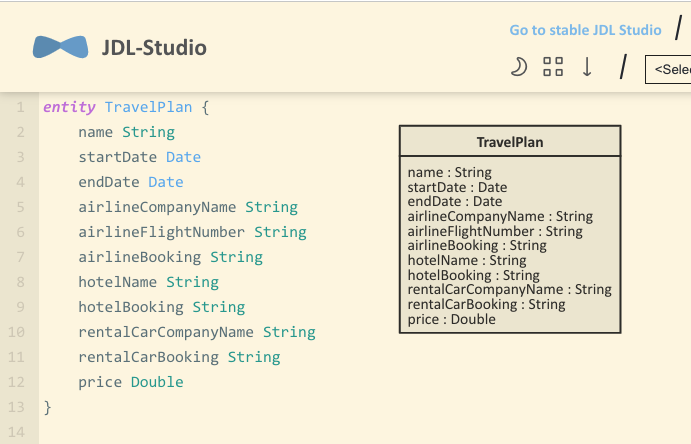 JDL-Studio
Go to stable JDL Studio /
/ <Selec
1 entity TravelPlan {
2 name String
3 startDate Date
4 endDate Date
5 airlineCompanyName String
6 airlineFlightNumber String
7 airlineBooking String
8 hotelName String
9 hotelBooking String
10 rentalCarCompanyName String
11 rentalCarBooking String
12 price Double
13 }
14
TravelPlan
name : String
startDate : Date
endDate : Date
airlineCompanyName : String
airlineFlightNumber : String
airlineBooking : String
hotelName : String
hotelBooking : String
rentalCarCompanyName : String
rentalCarBooking : String
price : Double